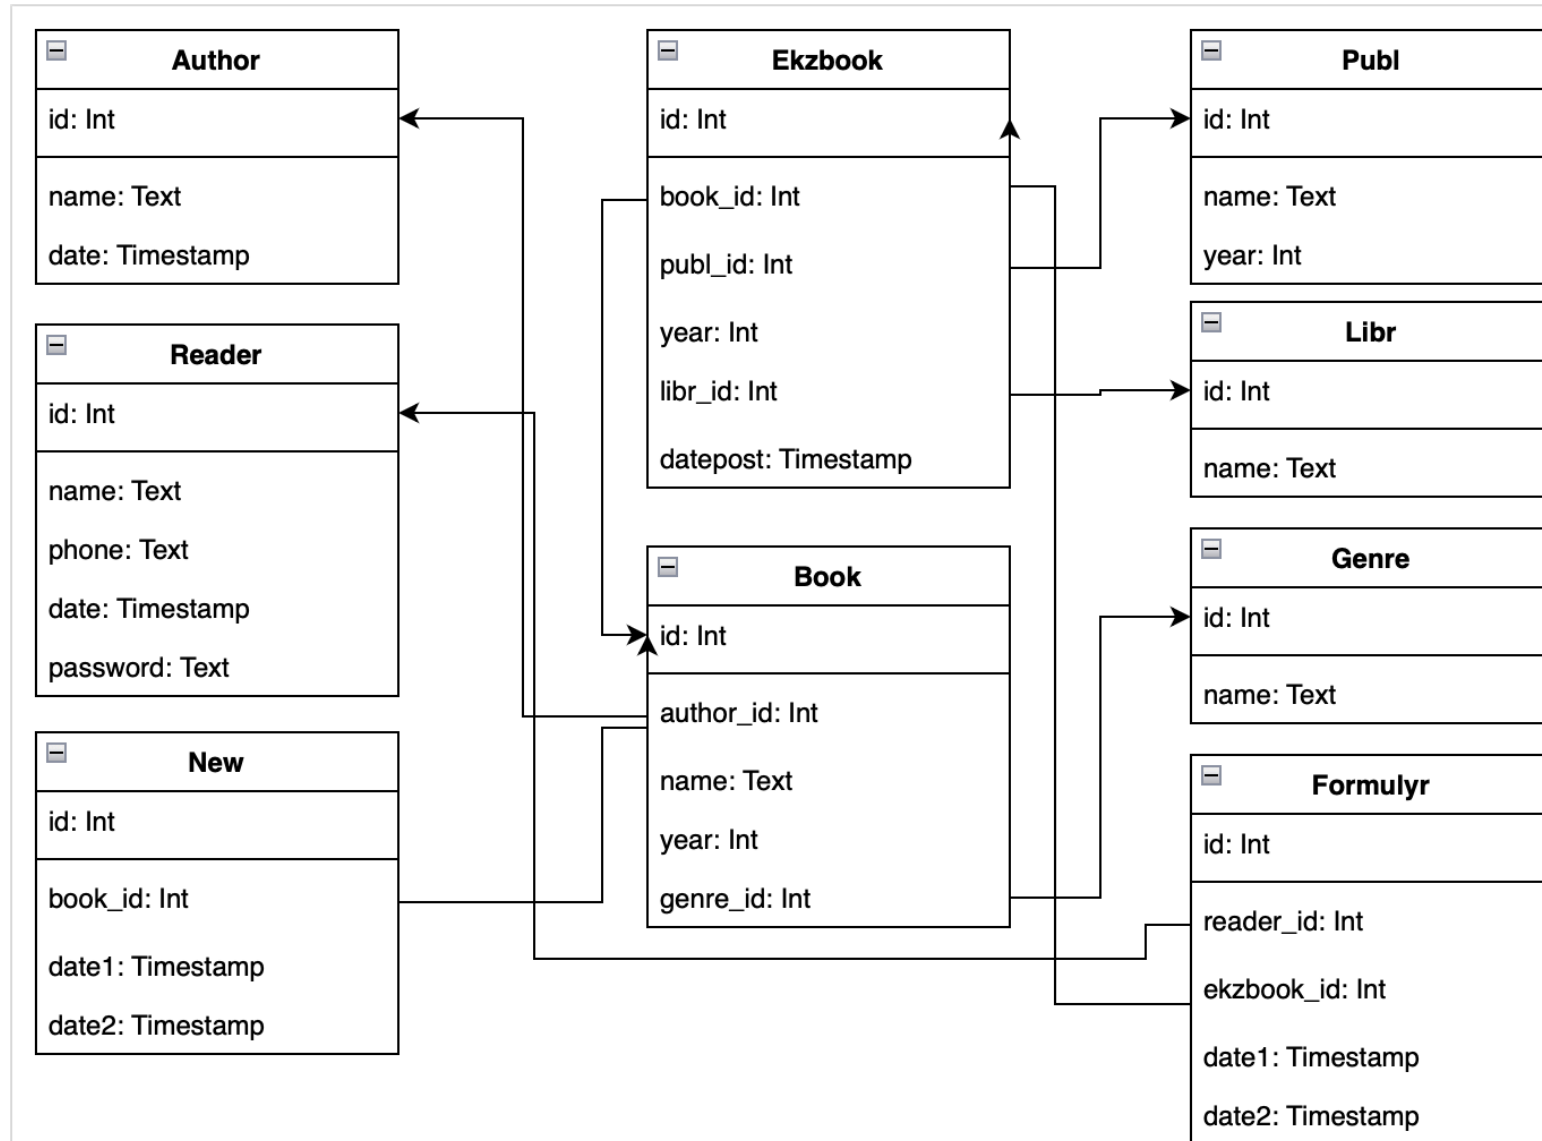 Author
id: Int
name: Text
date: Timestamp
Reader
id: Int
name: Text
phone: Text
date: Timestamp
password: Text
New
id: Int
book_id: Int
date1: Timestamp
date2: Timestamp
Ekzbook
id: Int
book_id: Int
publ_id: Int
year: Int
libr_id: Int
datepost: Timestamp
Book
id: Int
author_id: Int
name: Text
year: Int
genre_id: Int
Publ
id: Int
name: Text
year: Int
Libr
id: Int
name: Text
Genre
id: Int
name: Text
Formulyr
id: Int
reader_id: Int
ekzbook_id: Int
date1: Timestamp
date2: Timestamp